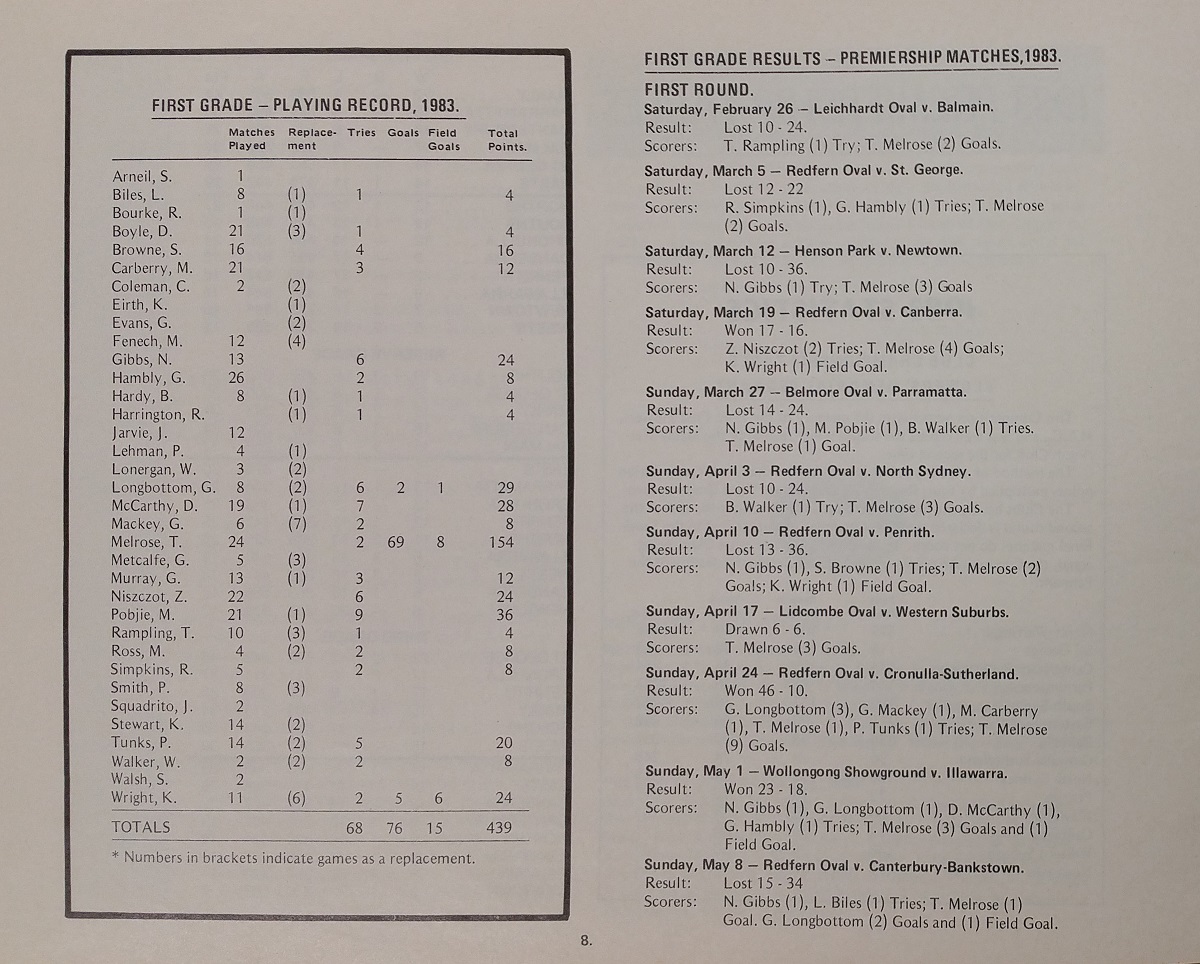 FIRST GRADE – PLAYING RECORD, 1983.
Matches Played Replace-ment Tries Goals Field Goals Total Points.
Arneil, S. 1
Biles, L. 8 (1) 1 4
Bourke, R. 1 (1)
Boyle, D. 21 (3) 1 4
Browne, S. 16 4 16
Carberry, M. 21 3 12
Coleman, C. 2 (2)
Eirth, K. (1)
Evans, G. (2)
Fenech, M. 12 (4)
Gibbs, N. 13 6 24
Hambly, G. 26 2 8
Hardy, B. 8 (1) 1 4
Harrington, R. (1) 1 4
Jarvie, J. 12
Lehman, P. 4 (1)
Lonergan, W. 3 (2)
Longbottom, G. 8 (2) 6 2 1 29
McCarthy, D. 19 (1) 7 28
Mackey, G. 6 (7) 2 8
Melrose, T. 24 2 69 8 154
Metcalfe, G. 5 (3)
Murray, G. 13 (1) 3 12
Niszczot, Z. 22 6 24
Pobjie, M. 21 (1) 9 36
Rampling, T. 10 (3) 1 4
Ross, M. 4 (2) 2 8
Simpkins, R. 5 2 8
Smith, P. 8 (3)
Squadrito, J. 2
Stewart, K. 14 (2)
Tunks, P. 14 (2) 5 20
Walker, W. 2 (2) 2 8
Walsh, S. 2
Wright, K. 11 (6) 2 5 6 24
TOTALS 68 76 15 439
* Numbers in brackets indicate games as a replacement.
FIRST GRADE RESULTS – PREMIERSHIP MATCHES,1983.
FIRST ROUND.
Saturday, February 26 – Leichhardt Oval v. Balmain.
Result: Lost 10 - 24.
Scorers: T. Rampling (1) Try; T. Melrose (2) Goals.
Saturday, March 5 – Redfern Oval v. St. George.
Result: Lost 12 - 22
Scorers: R. Simpkins (1), G. Hambly (1) Tries; T. Melrose
(2) Goals.
Saturday, March 12 – Henson Park v. Newtown.
Result: Lost 10 - 36.
Scorers: N. Gibbs (1) Try; T. Melrose (3) Goals
Saturday, March 19 – Redfern Oval v. Canberra.
Result: Won 17 - 16.
Scorers: Z. Niszczot (2) Tries; T. Melrose (4) Goals;
K. Wright (1) Field Goal.
Sunday, March 27 – Belmore Oval v. Parramatta.
Result: Lost 14 - 24.
Scorers: N. Gibbs (1), M. Pobjie (1), B. Walker (1) Tries.
T. Melrose (1) Goal.
Sunday, April 3 – Redfern Oval v. North Sydney.
Result: Lost 10 - 24.
Scorers: B. Walker (1) Try; T. Melrose (3) Goals.
Sunday, April 10 – Redfern Oval v. Penrith.
Result: Lost 13 - 36.
Scorers: N. Gibbs (1), S. Browne (1) Tries; T. Melrose (2)
Goals; K. Wright (1) Field Goal.
Sunday, April 17 – Lidcombe Oval v. Western Suburbs.
Result: Drawn 6 - 6.
Scorers: T. Melrose (3) Goals.
Sunday, April 24 – Redfern Oval v. Cronulla-Sutherland.
Result: Won 46 - 10.
Scorers: G. Longbottom (3), G. Mackey (1), M. Carberry
(1), T. Melrose (1), P. Tunks (1) Tries; T. Melrose
(9) Goals.
Sunday, May 1 – Wollongong Showground v. Illawarra.
Result: Won 23 - 18.
Scorers: N. Gibbs (1), G. Longbottom (1), D. McCarthy (1),
G. Hambly (1) Tries; T. Melrose (3) Goals and (1)
Field Goal.
Sunday, May 8 – Redfern Oval v. Canterbury-Bankstown.
Result: Lost 15 - 34
Scorers: N. Gibbs (1), L. Biles (1) Tries; T. Melrose (1)
Goal. G. Longbottom (2) Goals and (1) Field Goal.
8.